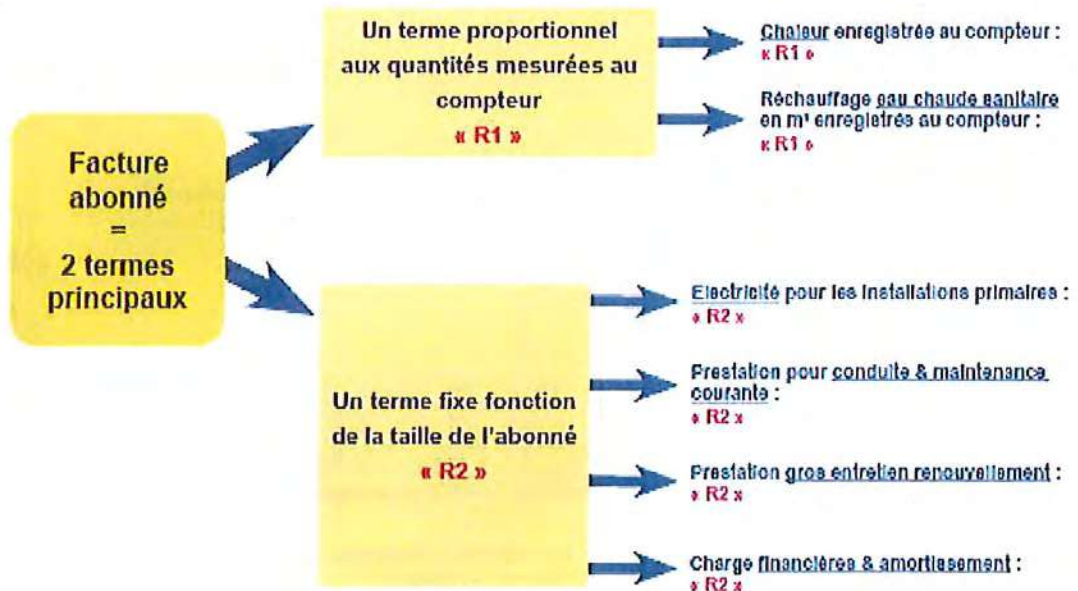 Facture
abonné
=
2 termes
principaux
Un terme proportionnel
aux quantités mesurées au
compteur
« R1 »
Chaleur enregistrée au compteur :
« R1 »
Réchauffage eau chaude sanitaire
en m³ enregistrés au compteur :
« R1 »
Un terme fixe fonction
de la taille de l'abonné
« R2 »
Electricité pour les installations primaires :
« R2 »
Prestation pour conduite & maintenance
courante :
« R2 »
Prestation gros entretien renouvellement :
« R2 »
Charge financières & amortissement :
« R2 »